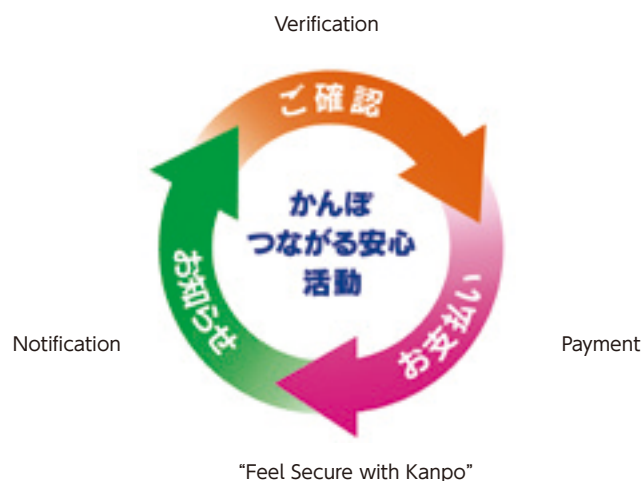 Verification
ご確認
かんぽ
つながる安心
活動
お知らせ
お支払い
Notification
Payment
“Feel Secure with Kanpo”